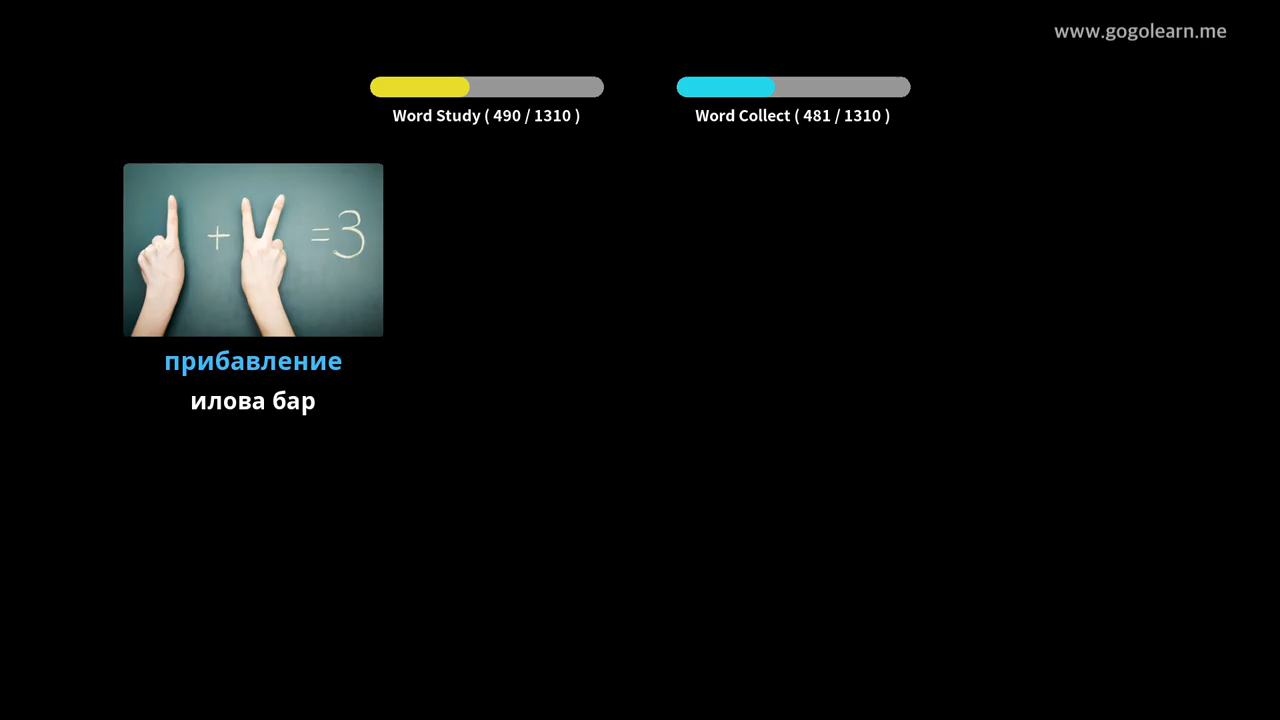 www.gogolearn.me
Word Study ( 490 / 1310 )
Word Collect ( 481 / 1310 )
+ =3
прибавление
илова бар